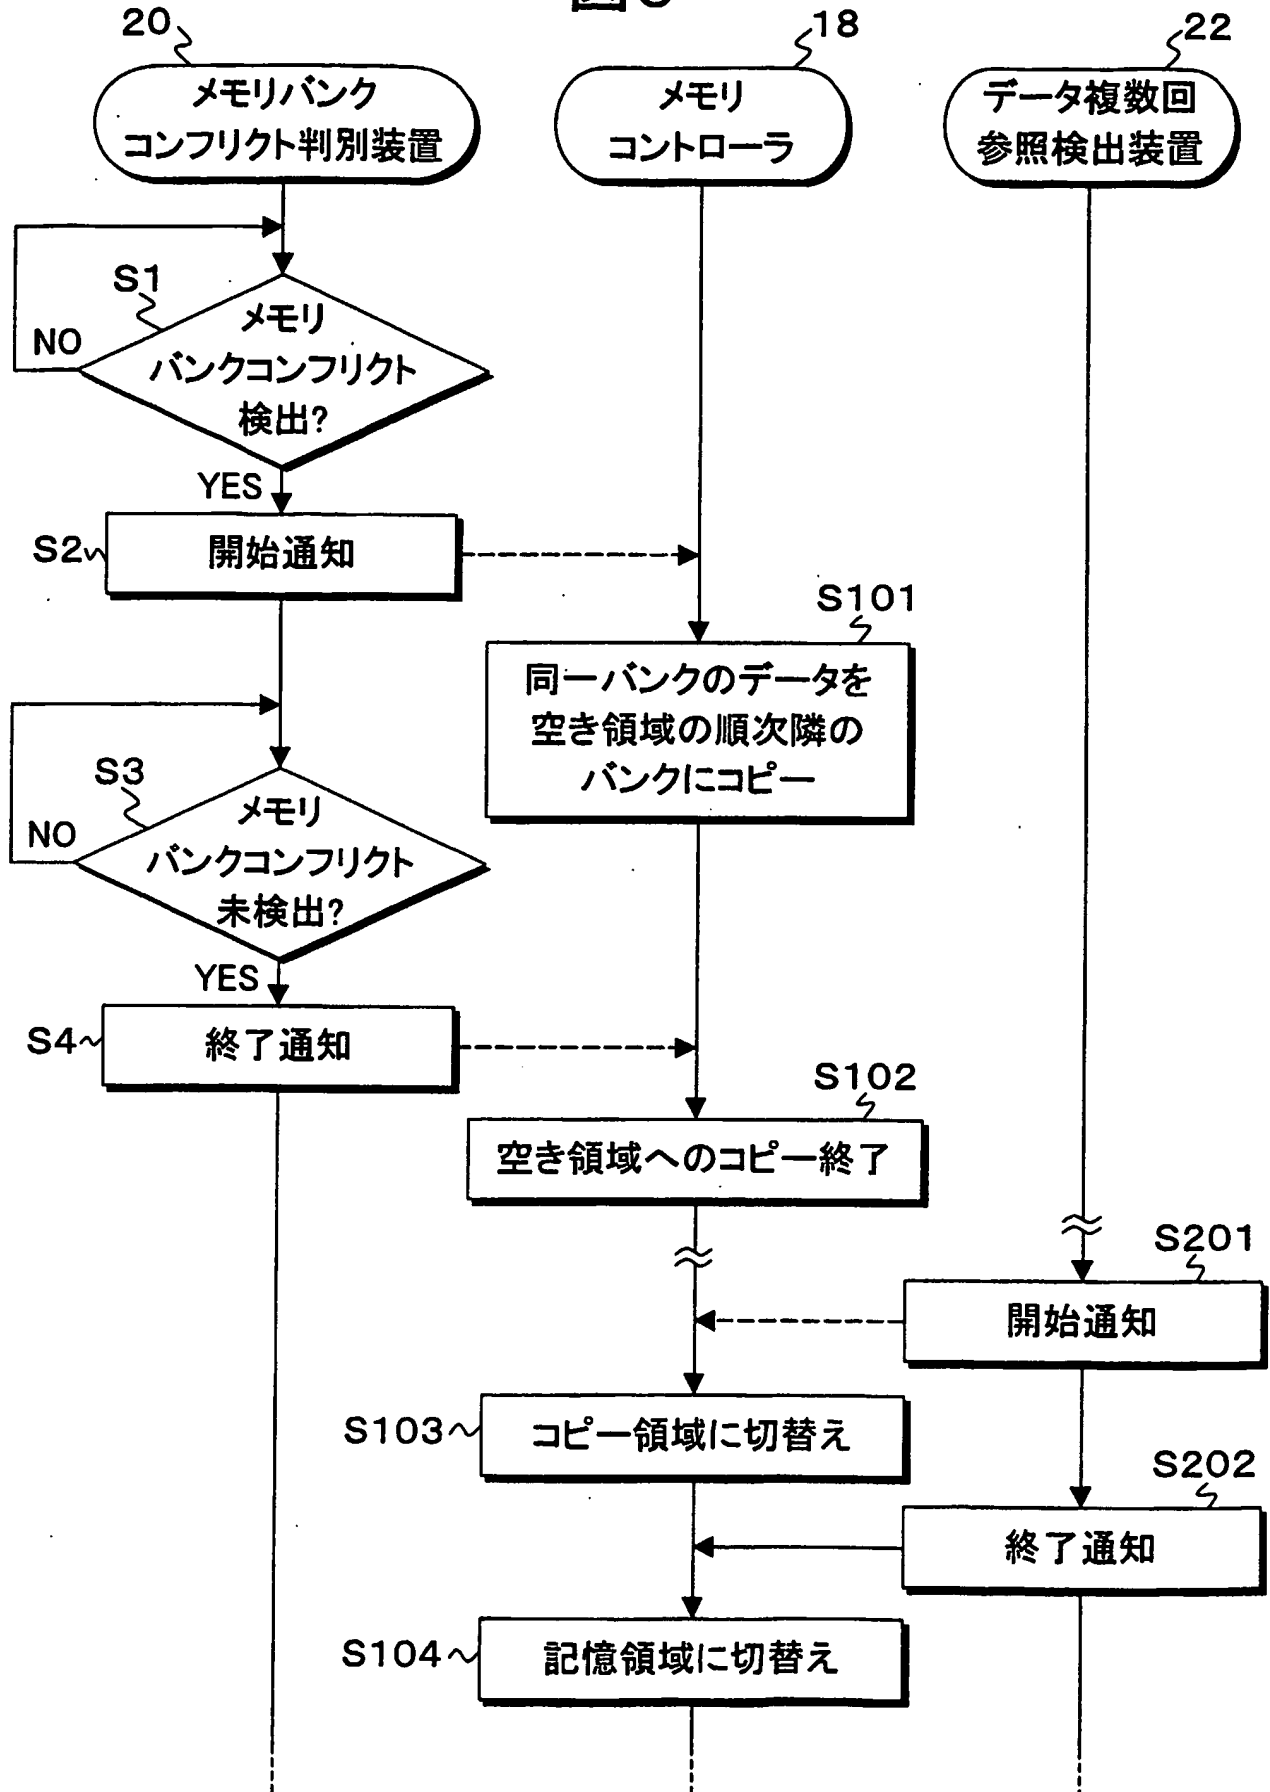 20
18
22
メモリバンク
コンフリクト判別装置
メモリ
コントローラ
データ複数回
参照検出装置
S1
メモリ
バンクコンフリクト
検出?
NO
YES
S2
開始通知
S101
同一バンクのデータを
空き領域の順次隣の
バンクにコピー
S3
メモリ
バンクコンフリクト
未検出?
NO
YES
S4
終了通知
S102
空き領域へのコピー終了
S201
開始通知
S103
コピー領域に切替え
S202
終了通知
S104
記憶領域に切替え